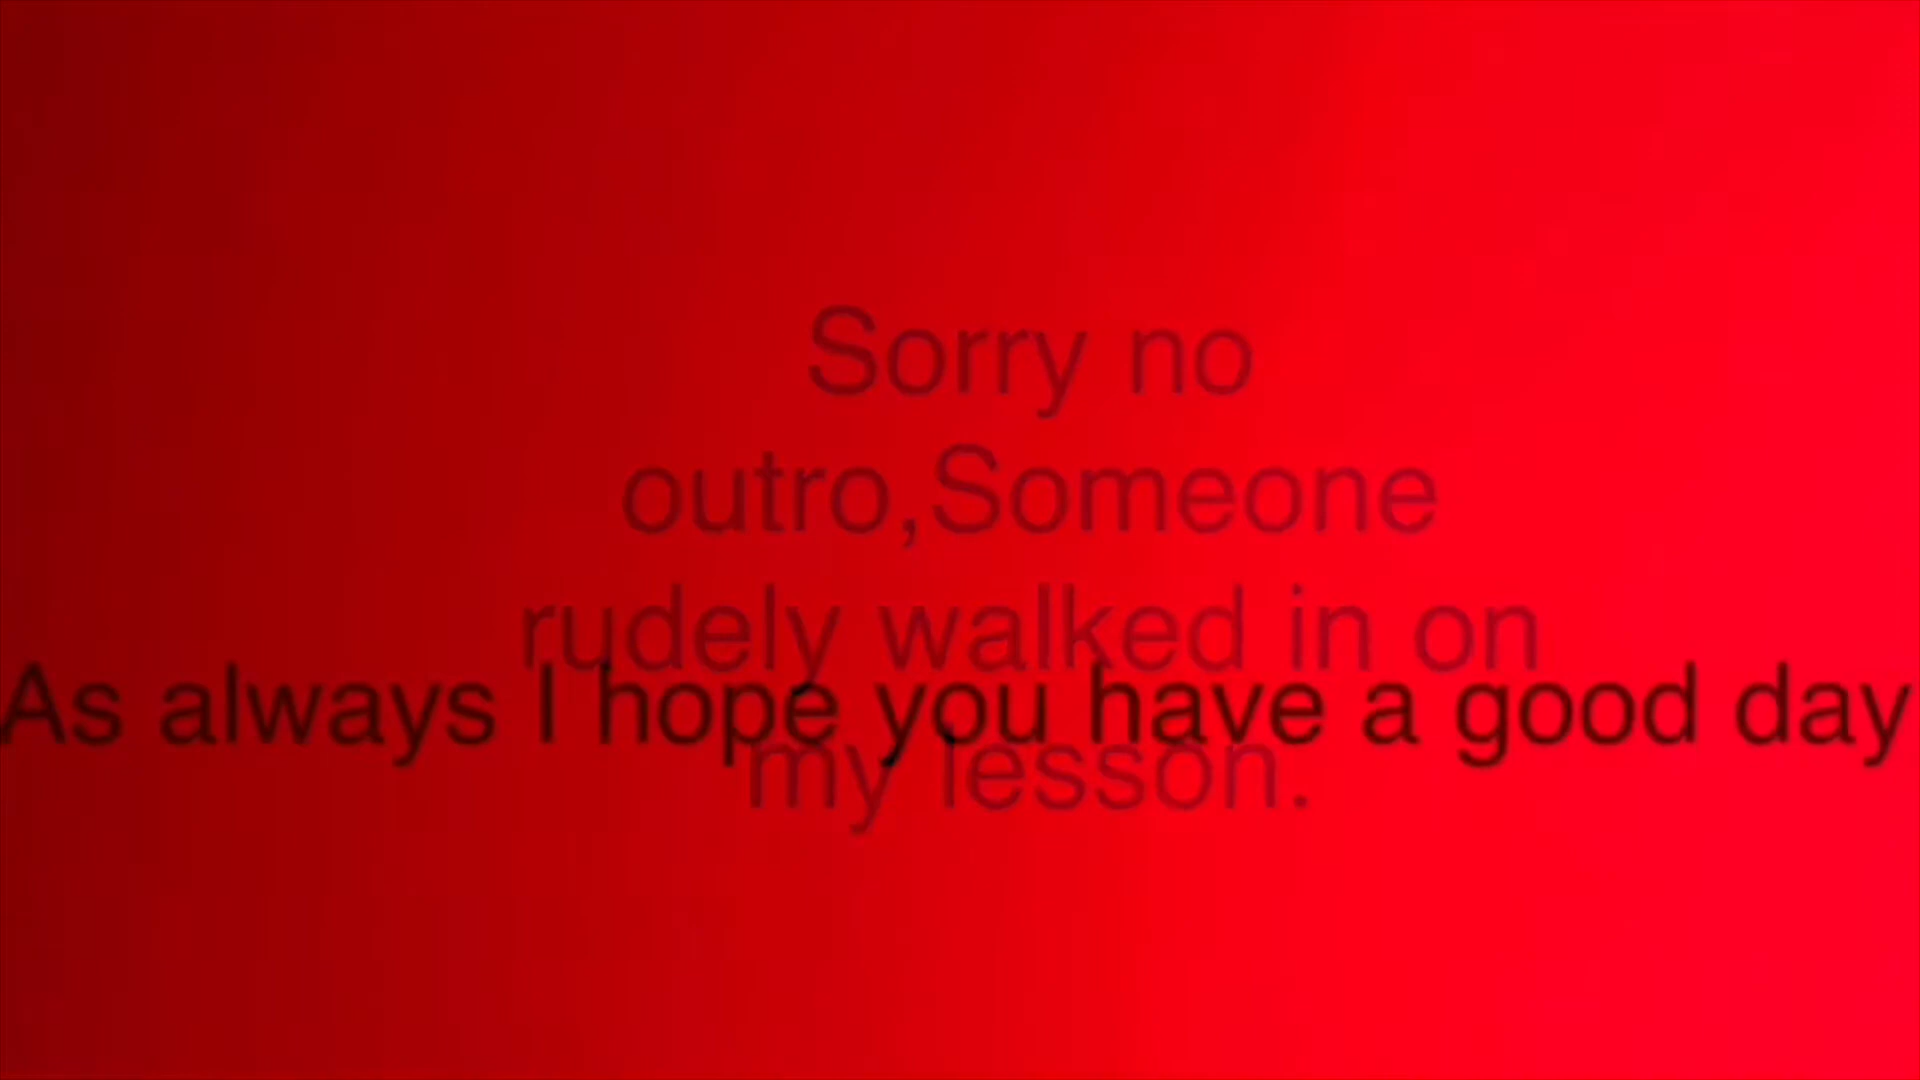 Sorry no
outro,Someone
rudely walked in on
As always I hope you have a good day
my lesson.